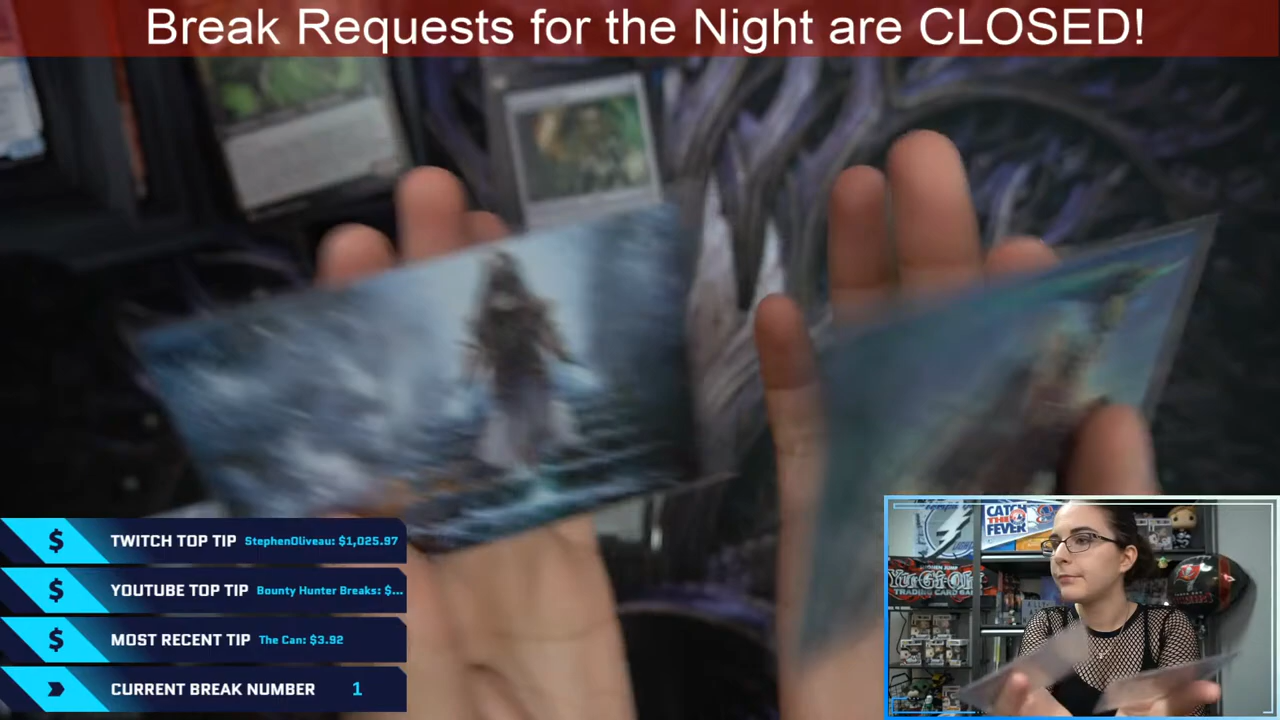 Break Requests for the Night are CLOSED!
$ TWITCH TOP TIP StephenOliveau: $1,025.97
$ YOUTUBE TOP TIP Bounty Hunter Breaks: $...
$ MOST RECENT TIP The Can: $3.92
CURRENT BREAK NUMBER 1
CATCH
THE
FEVER
Yu-Gi-Oh!
TRADING CARD GAME